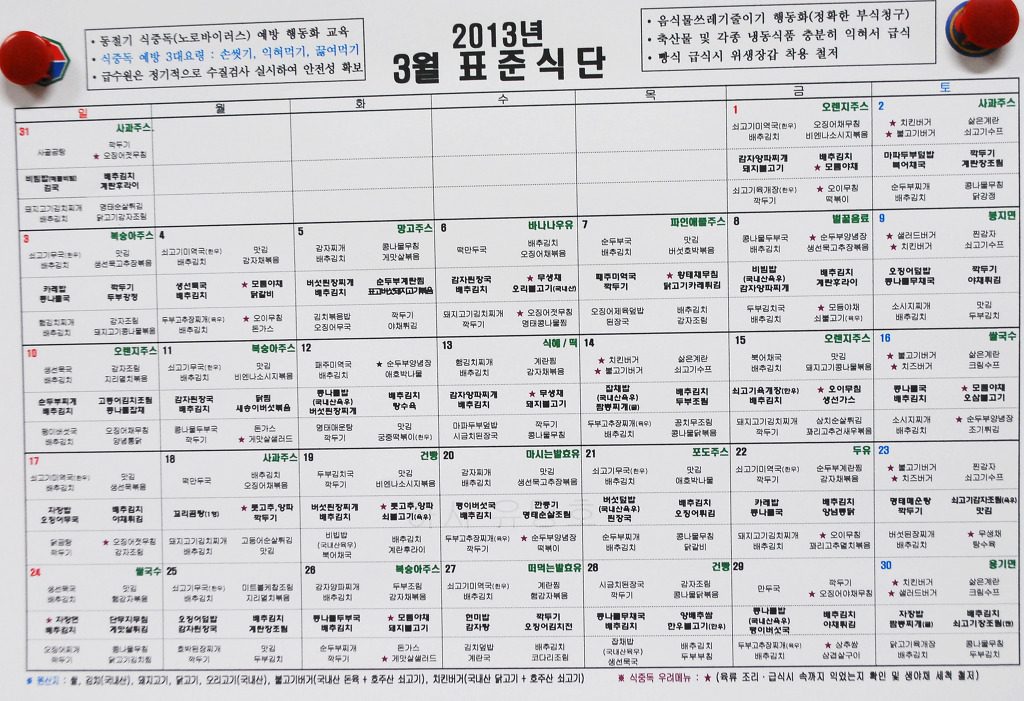 • 동절기 식중독(노로바이러스) 예방 행동화 교육
• 식중독 예방 3대요령 : 손씻기, 익혀먹기, 끓여먹기
• 급수원은 정기적으로 수질검사 실시하여 안전성 확보
2013년
3월 표준식단
• 음식물쓰레기줄이기 행동화(정확한 부식청구)
• 축산물 및 각종 냉동식품 충분히 익혀서 급식
• 빵식 급식시 위생장갑 착용 철저
일 월 화 수 목 금 토
31 사과주스 1 오렌지주스 2 사과주스
사골곰탕 깍두기 쇠고기미역국(한우) 오징어채무침 ★ 치킨버거 삶은계란
★ 오징어젓무침 배추김치 비엔나소시지볶음 ★ 불고기버거 쇠고기수프
비빔밥 배추김치 감자양파찌개 배추김치 마파두부덮밥 깍두기
김국 계란후라이 돼지불고기 ★ 모듬야채 북어채국 계란장조림
돼지고기김치찌개 명태순살튀김 쇠고기육개장(한우) ★ 오이무침 순두부찌개 콩나물무침
배추김치 닭고기감자조림 깍두기 떡볶이 배추김치 닭강정
3 복숭아주스 4 5 망고주스 6 바나나우유 7 파인애플주스 8 벌꿀음료 9 봉지면
쇠고기무국(한우) 맛김 쇠고기미역국(한우) 맛김 감자찌개 콩나물무침 떡만두국 배추김치 순두부국 맛김 콩나물두부국 ★ 순두부양념장 ★ 샐러드버거 찐감자
배추김치 생선묵고추장볶음 배추김치 감자채볶음 배추김치 게맛살볶음 오징어채볶음 깍두기 버섯호박볶음 배추김치 생선묵고추장볶음 ★ 치킨버거 쇠고기수프
카레밥 깍두기 생선묵국 ★ 모듬야채 버섯된장찌개 순두부계란찜 감자된장국 ★ 무생채 패주미역국 ★ 참태채무침 비빔밥 배추김치 오징어덮밥 깍두기
콩나물국 두부강정 배추김치 닭갈비 배추김치 표고버섯돼지고기볶음 배추김치 오리불고기(국내산) 깍두기 닭고기카레튀김 (국내산육우) 계란후라이 콩나물무채국 야채튀김
감자양파찌개
햄김치찌개 감자조림 두부고추장찌개(육우) ★ 오이무침 김치볶음밥 깍두기 돼지고기김치찌개 ★ 오징어젓무침 오징어제육덮밥 배추김치 두부김치국 ★ 모듬야채 소시지찌개 맛김
배추김치 돼지고기콩나물볶음 배추김치 돈가스 오징어무국 야채튀김 깍두기 명태콩나물찜 된장국 감자조림 배추김치 쇠불고기(육우) 배추김치 두부조림
10 오렌지주스 11 복숭아주스 12 13 식혜 / 떡 14 15 오렌지주스 16 쌀국수
생선묵국 감자조림 쇠고기무국(한우) 맛김 패주미역국 ★ 순두부양념장 햄김치찌개 계란찜 ★ 치킨버거 삶은계란 북어채국 맛김 ★ 불고기버거 삶은계란
배추김치 지리멸치볶음 배추김치 비엔나소시지볶음 배추김치 애호박나물 배추김치 감자채볶음 ★ 불고기버거 쇠고기수프 배추김치 돼지고기콩나물볶음 ★ 치즈버거 크림수프
순두부찌개 고등어김치조림 감자된장국 닭찜 콩나물밥 배추김치 감자양파찌개 ★ 무생채 잡채밥 배추김치 쇠고기육개장(한우) ★ 오이무침 콩나물국 ★ 모듬야채
배추김치 콩나물잡채 배추김치 새송이버섯볶음 (국내산육우) 탕수육 배추김치 돼지불고기 (국내산육우) 두부조림 배추김치 생선가스 배추김치 오삼불고기
버섯된장찌개 짬뽕찌개(물)
팽이버섯국 오징어채무침 콩나물두부국 돈가스 명태매운탕 맛김 마파두부덮밥 깍두기 두부고추장찌개(육우) 꽁치무조림 돼지고기김치찌개 삼치순살튀김 소시지찌개 ★ 순두부양념장
배추김치 양념통닭 깍두기 ★ 게맛살샐러드 깍두기 궁중떡볶이(한우) 시금치된장국 콩나물무침 배추김치 콩나물닭볶음 깍두기 꽈리고추건새우볶음 배추김치 조기튀김
17 18 사과주스 19 건빵 20 마시는발효유 21 포도주스 22 두유 23
쇠고기미역국(한우) 맛김 떡만두국 배추김치 두부김치국 맛김 감자찌개 맛김 쇠고기무국(한우) 맛김 쇠고기미역국(한우) 순두부계란찜 ★ 불고기버거 찐감자
배추김치 생선묵볶음 오징어채볶음 깍두기 비엔나소시지볶음 배추김치 생선묵고추장볶음 배추김치 애호박나물 깍두기 감자채볶음 ★ 치즈버거 쇠고기수프
자장밥 배추김치 꼬리곰탕(1병) ★ 풋고추,양파 버섯된장찌개 ★ 풋고추,양파 팽이버섯국 깐풍기 버섯덮밥 배추김치 카레밥 배추김치 명태매운탕 쇠고기감자조림(육우)
오징어무국 야채튀김 깍두기 배추김치 쇠불고기(육우) 배추김치 명태순살조림 (국내산육우) 오징어튀김 콩나물국 양념통닭 깍두기 맛김
된장국
닭곰탕 ★ 오징어젓무침 돼지고기김치찌개 고등어순살튀김 비빔밥 배추김치 두부고추장찌개(육우) ★ 순두부양념장 순두부찌개 콩나물무침 돼지고기김치찌개 ★ 오이무침 버섯된장찌개 ★ 무생채
깍두기 감자조림 배추김치 맛김 (국내산육우) 계란후라이 깍두기 떡볶이 배추김치 닭갈비 배추김치 꽈리고추멸치볶음 배추김치 탕수육
북어채국
24 쌀국수 25 26 복숭아주스 27 떠먹는발효유 28 건빵 29 30 용기면
생선묵국 맛김 쇠고기무국(한우) 미트볼케찹조림 감자양파찌개 두부조림 쇠고기미역국(한우) 계란찜 시금치된장국 감자조림 만두국 깍두기 ★ 치킨버거 삶은계란
배추김치 햄감자볶음 배추김치 지리멸치볶음 배추김치 감자채볶음 배추김치 햄감자볶음 깍두기 콩나물닭볶음 ★ 오징어야채무침 ★ 샐러드버거 크림수프
★ 자장면 단무지무침 오징어덮밥 배추김치 콩나물두부국 ★ 모듬야채 현미밥 깍두기 콩나물무채국 양배추쌈 콩나물밥 배추김치 자장밥 배추김치
배추김치 게맛살튀김 감자된장국 계란장조림 배추김치 돼지불고기 감자탕 오징어김치전 배추김치 한우불고기(한우) (국내산육우) 야채튀김 짬뽕찌개(물) 쇠고기장조림(캔)
팽이버섯국
오징어찌개 콩나물무침 호박된장찌개 맛김 순두부찌개 돈가스 김치덮밥 배추김치 잡채밥 배추김치 두부고추장찌개(육우) ★ 상추쌈 닭고기육개장 콩나물무침
깍두기 닭고기김치찜 배추김치 두부김치 깍두기 ★ 게맛살샐러드 계란국 코다리조림 (국내산육우) 두부부침 깍두기 삼겹살구이 배추김치 두부김치
생선묵국
※ 원산지 : 쌀, 김치(국내산), 돼지고기, 닭고기, 오리고기(국내산), 불고기버거(국내산 돈육 + 호주산 쇠고기), 치킨버거(국내산 닭고기 + 호주산 쇠고기) ※ 식중독 우려메뉴 : ★ (육류 조리 · 급식시 속까지 익었는지 확인 및 생야채 세척 철저)